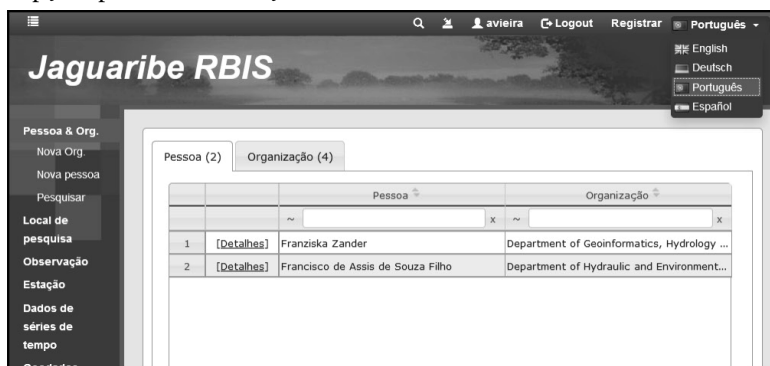 avieira Logout Registrar Português
English
Deutsch
Português
Español
Jaguaribe RBIS
Pessoa & Org.
Nova Org.
Nova pessoa
Pesquisar
Local de
pesquisa
Observação
Estação
Dados de
séries de
tempo
Pessoa (2) Organização (4)
Pessoa Organização
~ x ~ x
1 [Detalhes] Franziska Zander Department of Geoinformatics, Hydrology ...
2 [Detalhes] Francisco de Assis de Souza Filho Department of Hydraulic and Environment...